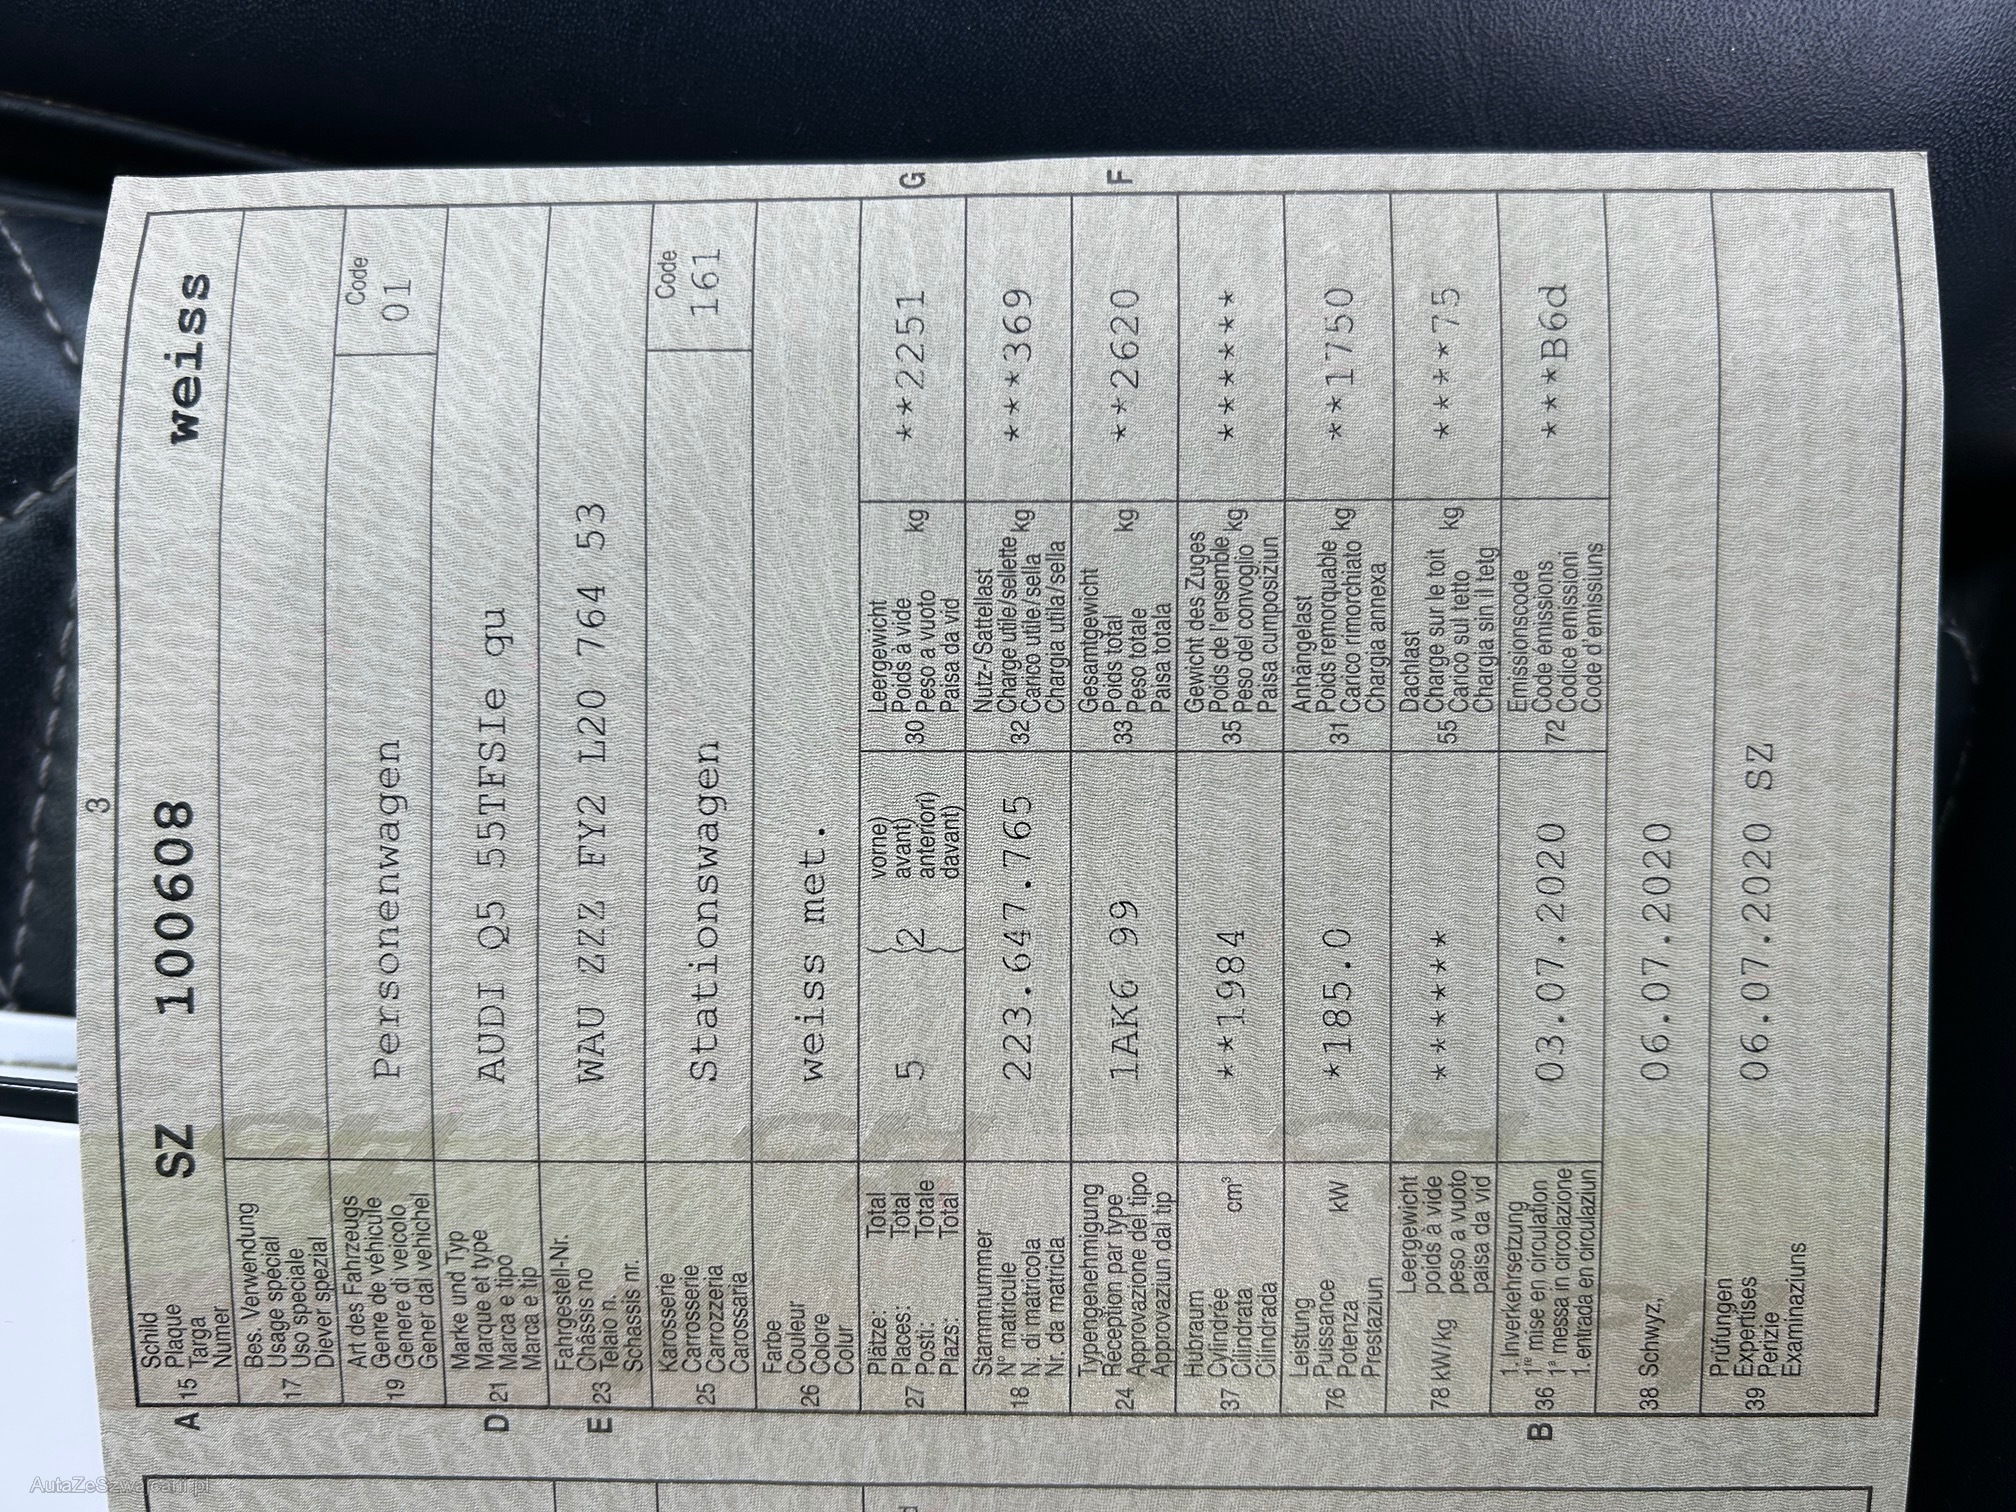 3
A 15 Schild
Plaque
Targa
Numer
SZ 100608 weiss
17 Bes. Verwendung
Usage special
Uso speciale
Diever spezial
19 Art des Fahrzeugs
Genre de véhicule
Genere di veicolo
Gener dal vehichel
Personenwagen
Code
01
D 21 Marke und Typ
Marque et type
Marca e tipo
Marca e tip
AUDI Q5 55TFSIe qu
E 23 Fahrgestell-Nr.
Châssis no
Telaio n.
Schassis nr.
WAU ZZZ FY2 L20 764 53
25 Karosserie
Carrosserie
Carrozzeria
Carossaria
Stationswagen
Code
161
26 Farbe
Couleur
Colore
Colur
weiss met.
27 Plätze: Total
Places: Total
Posti: Totale
Plazs: Total
5 {2 vorne)
avant)
anteriori)
davant)
30 Leergewicht
Poids à vide
Peso a vuoto kg
Paisa da vid
**2251 G
18 Stammnummer
N° matricule
N. di matricola
Nr. da matricla
223.647.765
32 Nutz-/Sattellast
Charge utile/sellette
Carico utile/sella kg
Chargia utila/sella
***369
24 Typengenehmigung
Réception par type
Approvazione del tipo
Approvaziun dal tip
1AK6 99
33 Gesamtgewicht
Poids total
Peso totale kg
Paisa totala
**2620 F
37 Hubraum
Cylindrée cm³
Cilindrata
Cilindrada
**1984
35 Gewicht des Zuges
Poids de l'ensemble
Peso del convoglio kg
Paisa cumposiziun
******
76 Leistung
Puissance kW
Potenza
Prestaziun
*185.0
31 Anhängelast
Poids remorquable
Carico rimorchiato kg
Chargia annexa
**1750
78 kW/kg Leergewicht
poids à vide
peso a vuoto
paisa da vid
******
55 Dachlast
Charge sur le toit
Carico sul tetto kg
Chargia sin il tetg
****75
B 36 1. Inverkehrsetzung
1re mise en circulation
1a messa in circolazione
1. entrada en circulaziun
03.07.2020
72 Emissionscode
Code émissions
Codice emissioni
Code d'emissiuns
***B6d
38 Schwyz,
06.07.2020
39 Prüfungen
Expertises
Perizie
Examinaziuns
06.07.2020 SZ
AutaZeSzwajcarii.pl